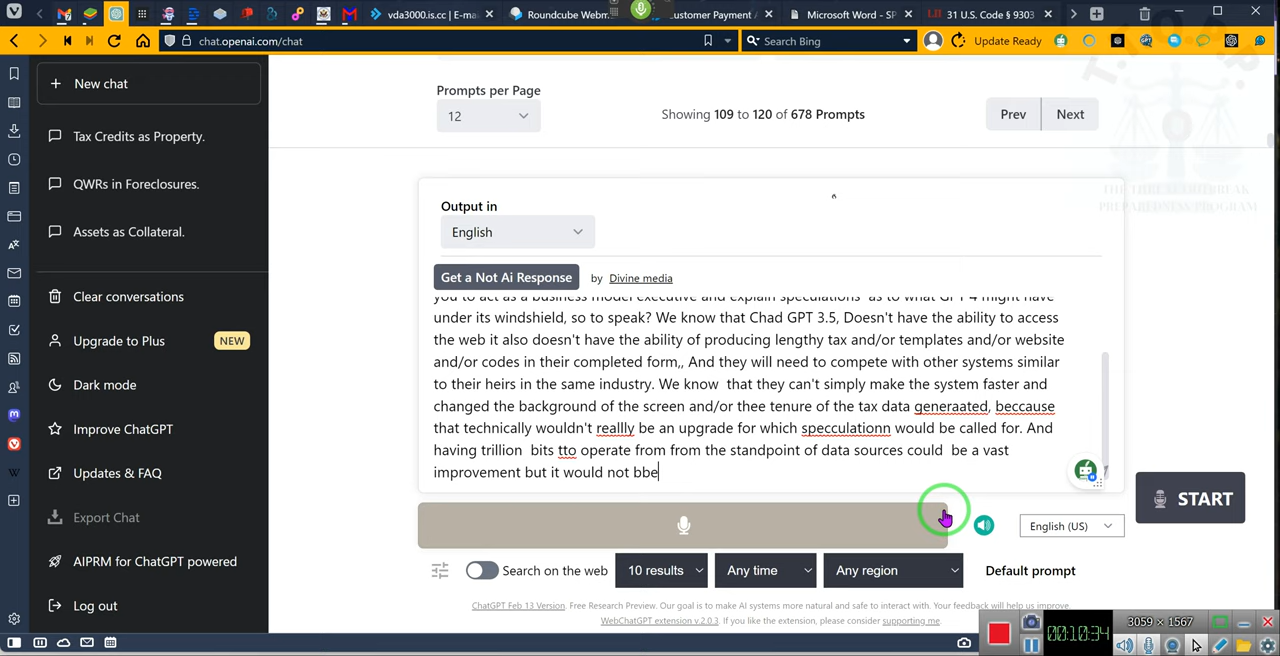 vda3000.is.cc | E-ma
Roundcube Webm
Customer Payment A
Microsoft Word - SP
LII 31 U.S. Code § 9303
chat.openai.com/chat
Search Bing
Update Ready
New chat
Tax Credits as Property.
QWRs in Foreclosures.
Assets as Collateral.
Clear conversations
Upgrade to Plus NEW
Dark mode
Improve ChatGPT
Updates & FAQ
Export Chat
AIPRM for ChatGPT powered
Log out
Prompts per Page
12
Showing 109 to 120 of 678 Prompts
Prev Next
Output in
English
Get a Not Ai Response by Divine media
you to act as a business model executive and explain speculations as to what GPT4 might have
under its windshield, so to speak? We know that Chad GPT 3.5, Doesn't have the ability to access
the web it also doesn't have the ability of producing lengthy tax and/or templates and/or website
and/or codes in their completed form,, And they will need to compete with other systems similar
to their heirs in the same industry. We know that they can't simply make the system faster and
changed the background of the screen and/or thee tenure of the tax data generaated, beccause
that technically wouldn't reallly be an upgrade for which specculationn would be called for. And
having trillion bits tto operate from from the standpoint of data sources could be a vast
improvement but it would not bbe
START
English (US)
Search on the web
10 results
Any time
Any region
Default prompt
ChatGPT Feb 13 Version. Free Research Preview. Our goal is to make AI systems more natural and safe to interact with. Your feedback will help us improve.
WebChatGPT extension v.2.0.3. If you like the extension, please consider supporting me.
T.H.O.P.P.
PREPAREDNESS PROGRAM
3059 × 1567
00:10:34